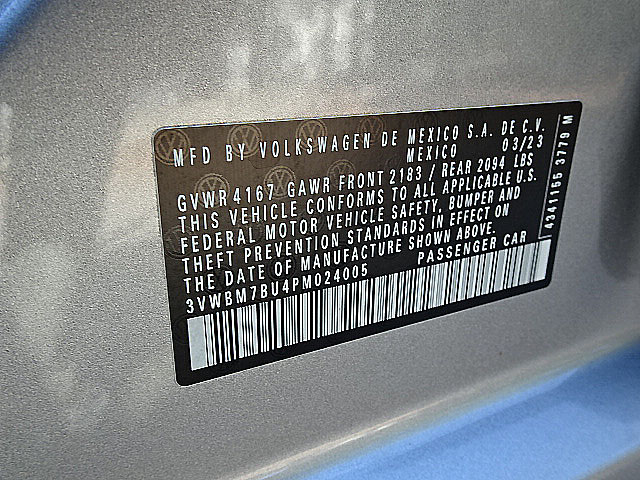 MFD BY VOLKSWAGEN DE MEXICO S.A. DE C.V.
MEXICO 03/23
GVWR 4167 GAWR FRONT 2183 / REAR 2094 LBS
THIS VEHICLE CONFORMS TO ALL APPLICABLE U.S.
FEDERAL MOTOR VEHICLE SAFETY, BUMPER AND
THEFT PREVENTION STANDARDS IN EFFECT ON
THE DATE OF MANUFACTURE SHOWN ABOVE.
3VWBM7BU4PM024005 PASSENGER CAR
4341155 3779 M